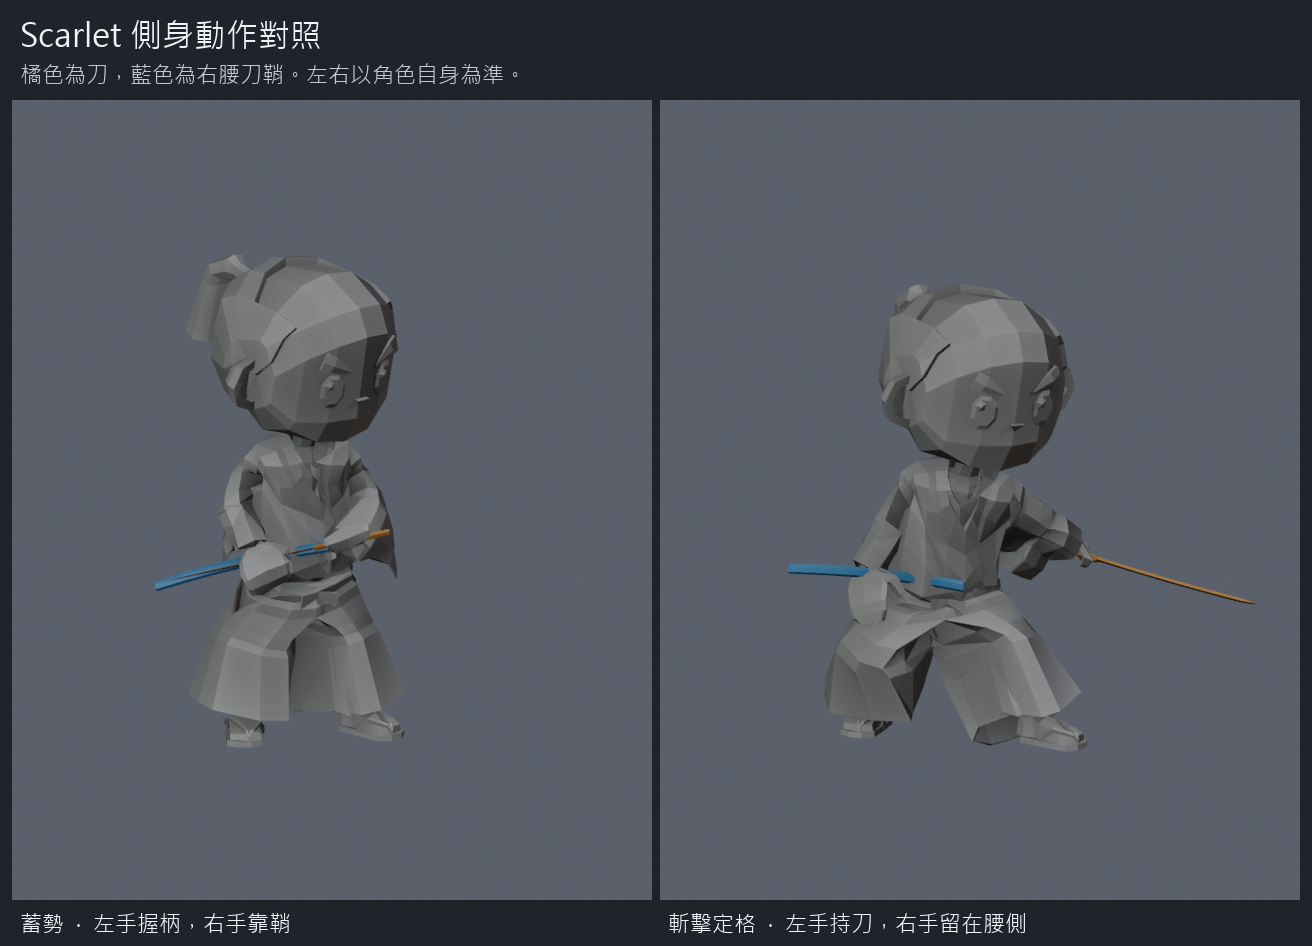 Scarlet 側身動作對照
橘色為刀，藍色為右腰刀鞘。左右以角色自身為準。
蓄勢 · 左手握柄，右手靠鞘
斬擊定格 · 左手持刀，右手留在腰側